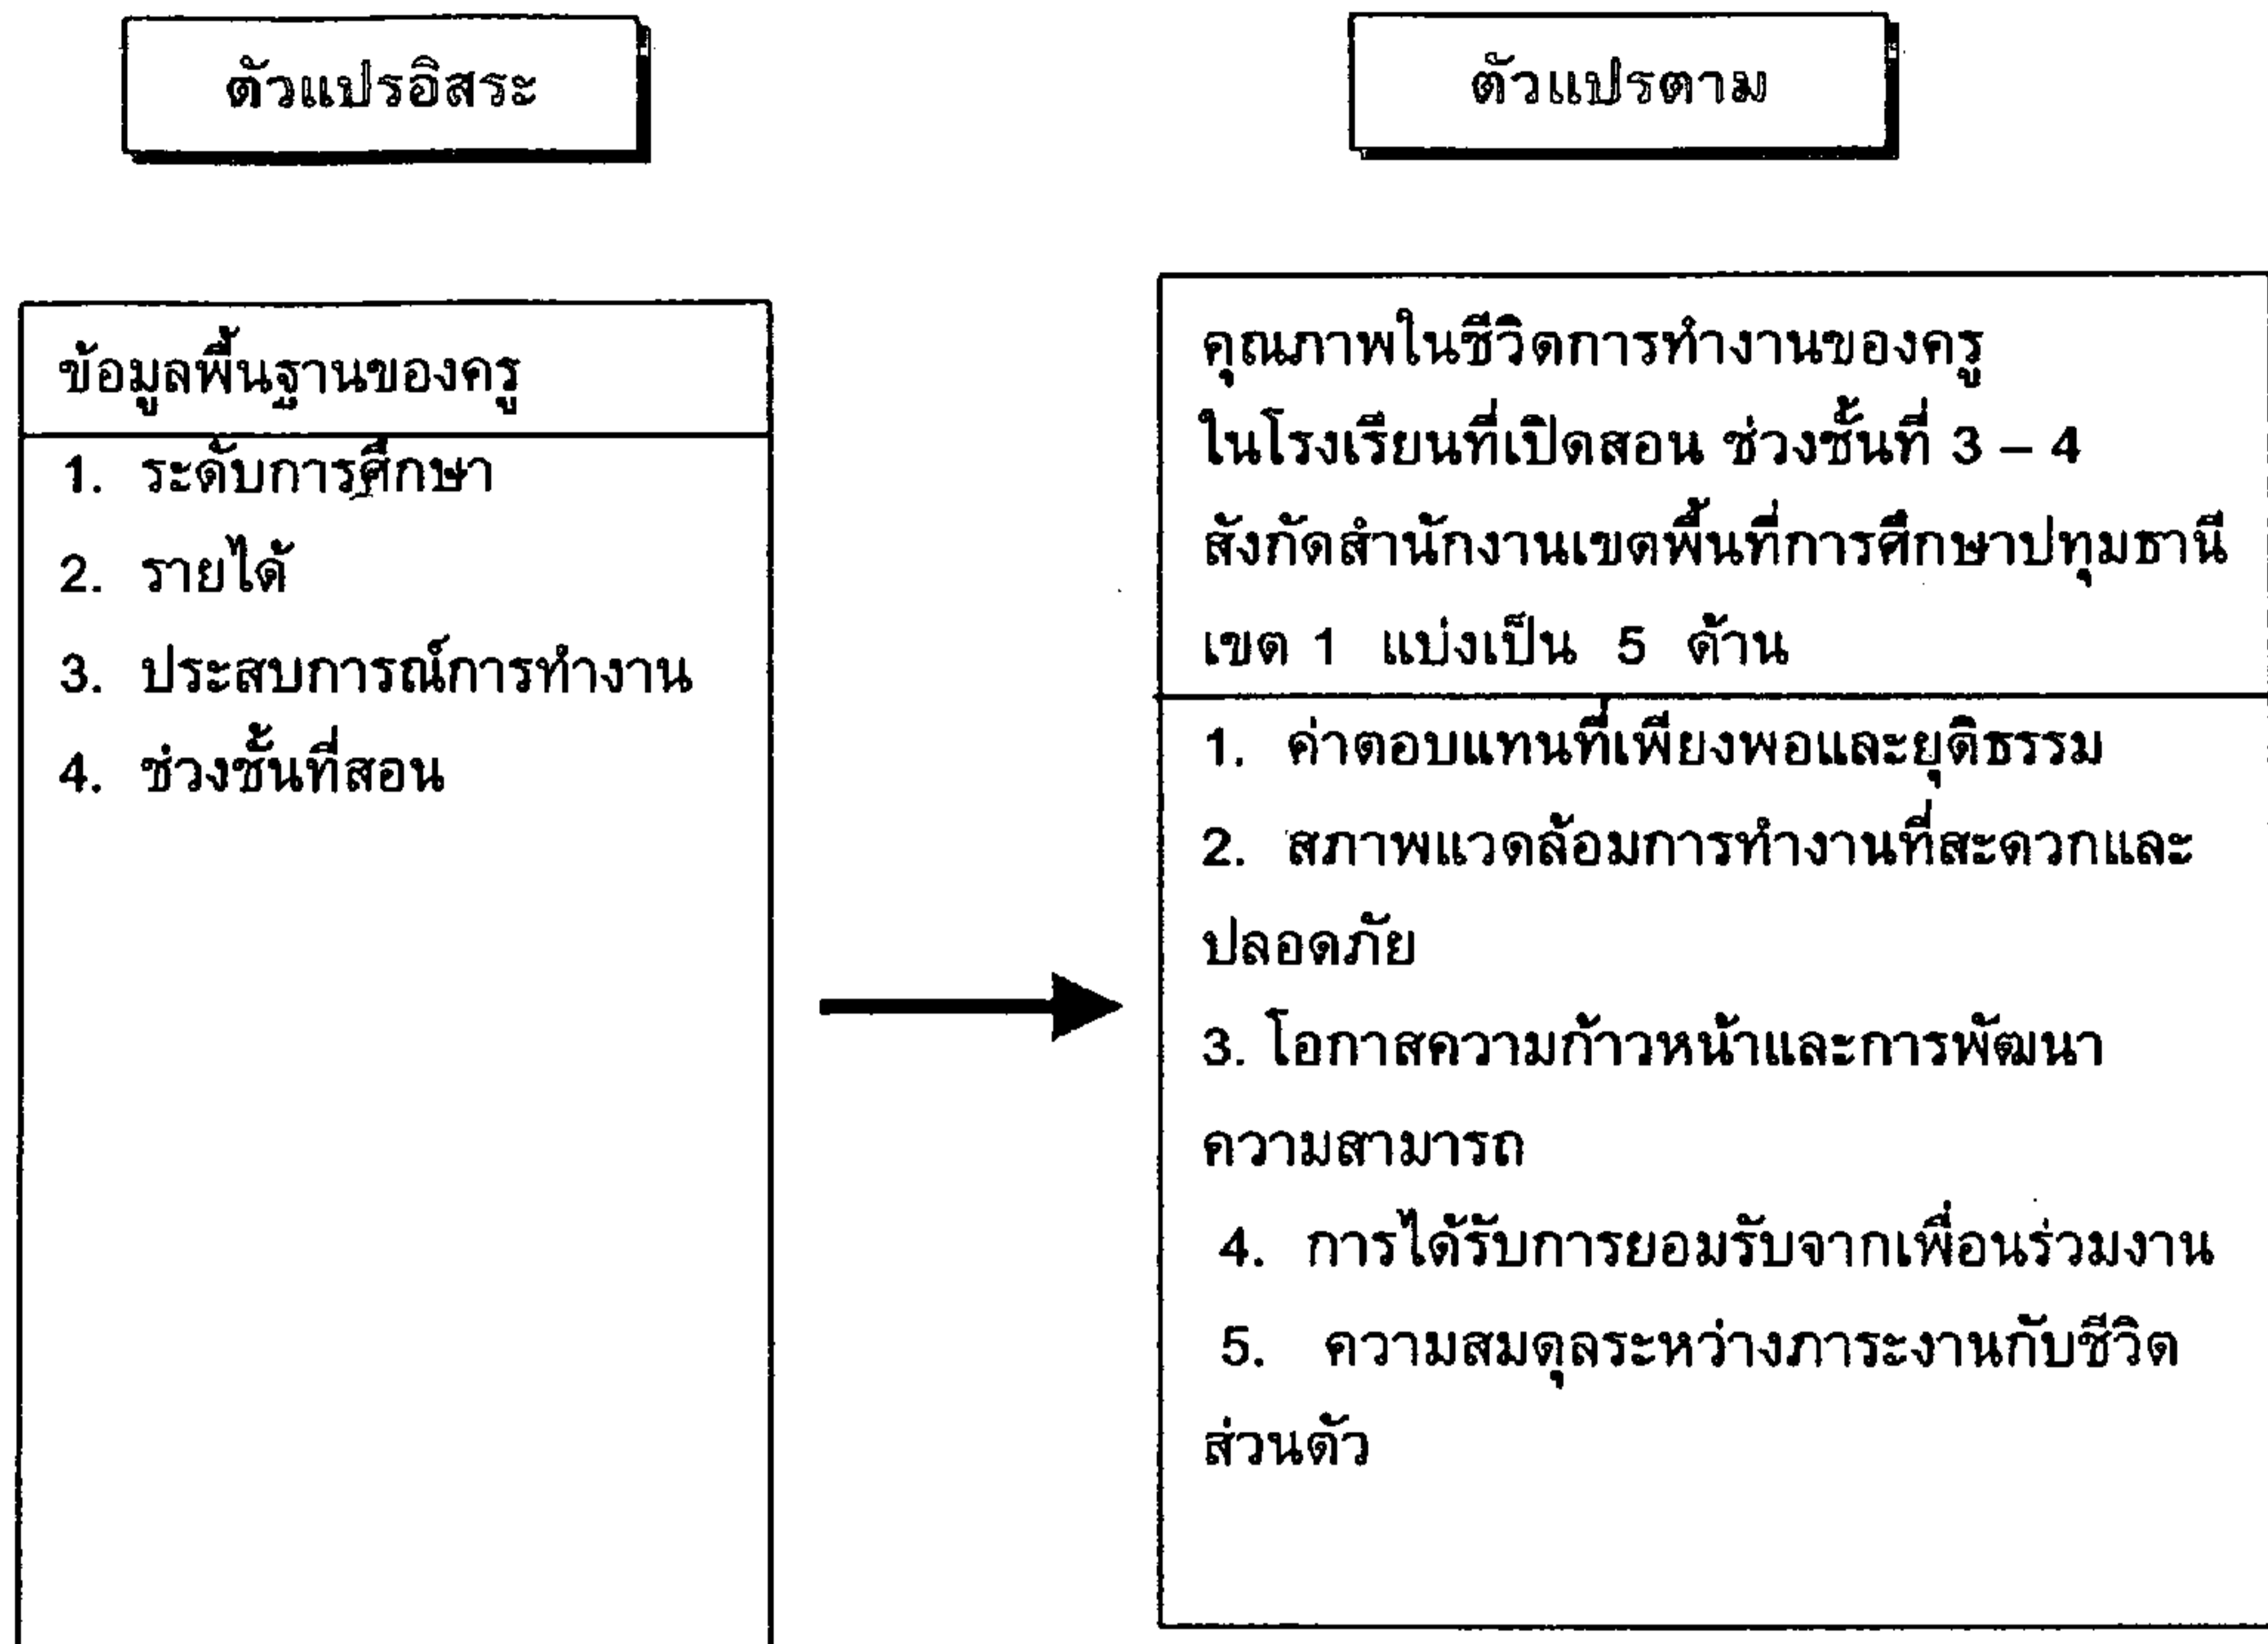 ตัวแปรอิสระ
ตัวแปรตาม
ข้อมูลพื้นฐานของครู
1. ระดับการศึกษา
2. รายได้
3. ประสบการณ์การทำงาน
4. ช่วงชั้นที่สอน
คุณภาพในชีวิตการทำงานของครู
ในโรงเรียนที่เปิดสอน ช่วงชั้นที่ 3 – 4
สังกัดสำนักงานเขตพื้นที่การศึกษาปทุมธานี
เขต 1 แบ่งเป็น 5 ด้าน
1. ค่าตอบแทนที่เพียงพอและยุติธรรม
2. สภาพแวดล้อมการทำงานที่สะดวกและ
ปลอดภัย
3. โอกาสความก้าวหน้าและการพัฒนา
ความสามารถ
4. การได้รับการยอมรับจากเพื่อนร่วมงาน
5. ความสมดุลระหว่างภาระงานกับชีวิต
ส่วนตัว